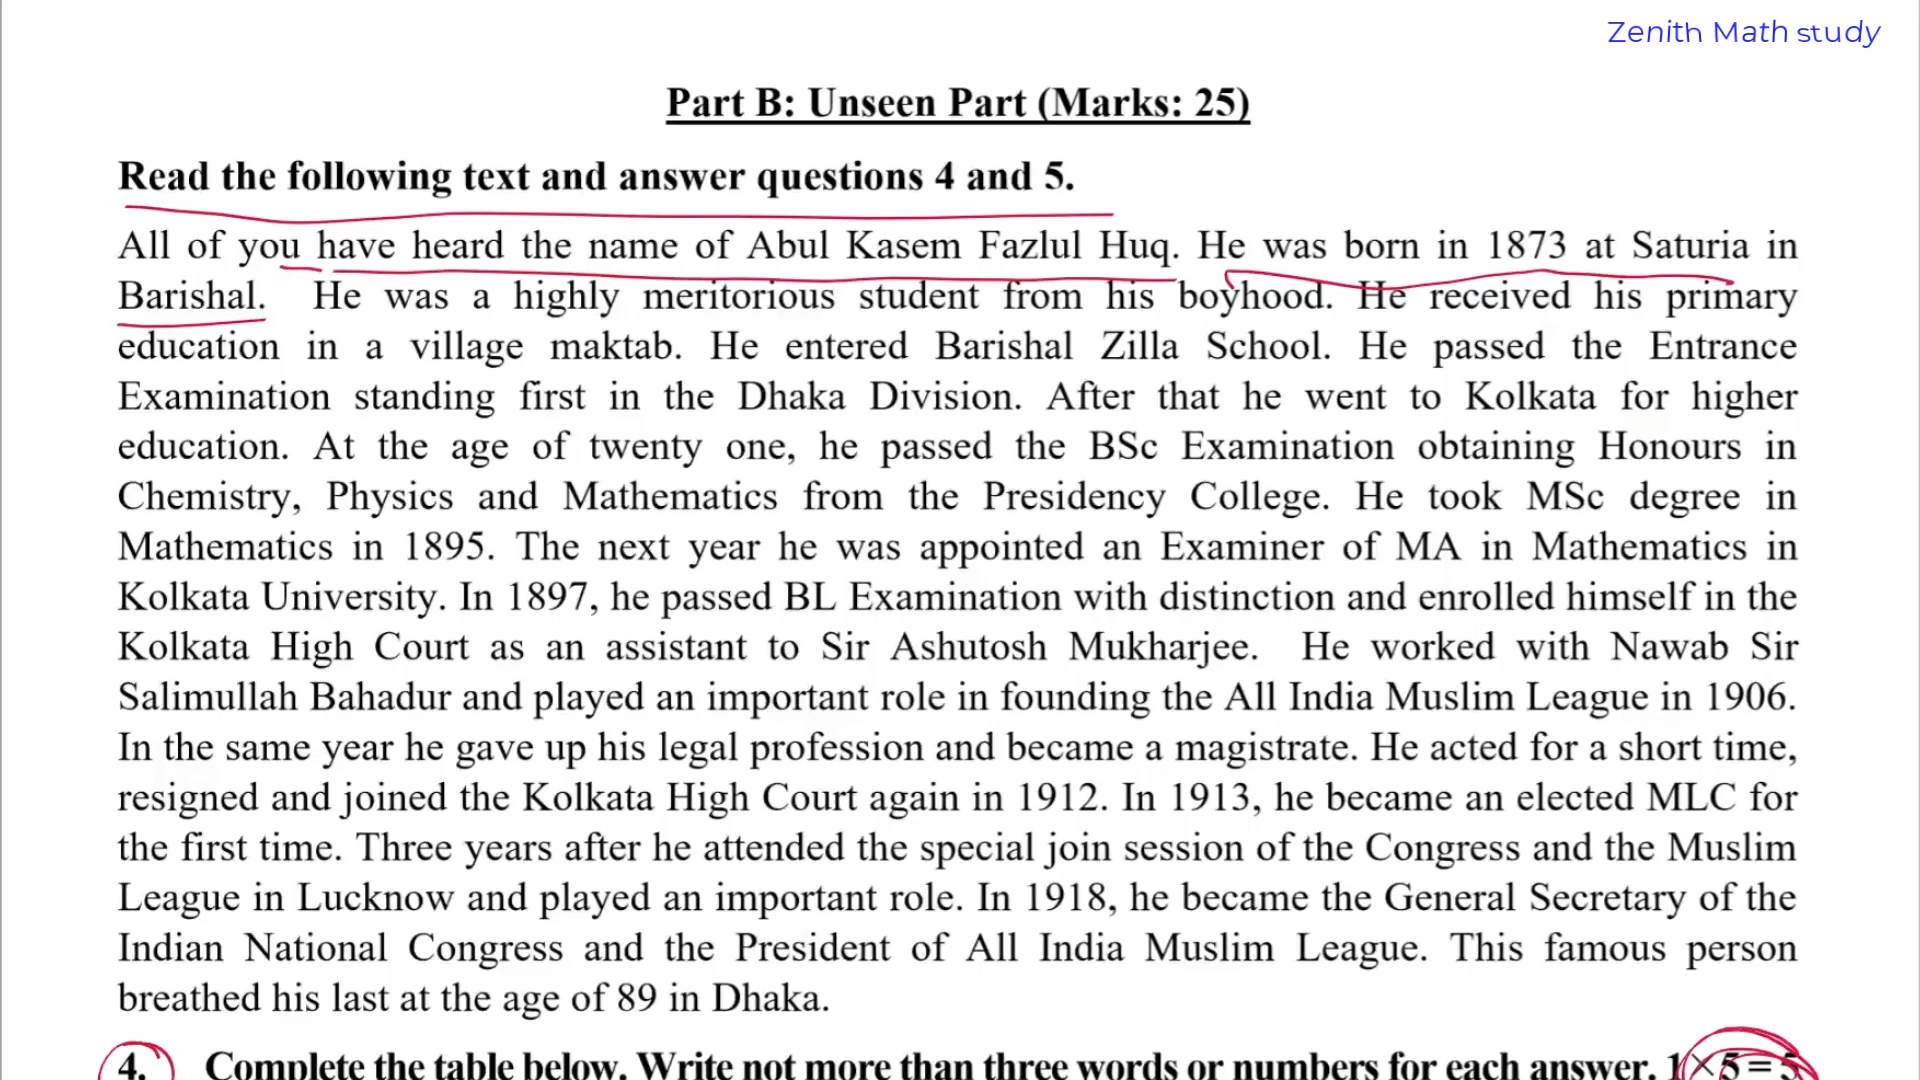 Zenith Math study
Part B: Unseen Part (Marks: 25)
Read the following text and answer questions 4 and 5.
All of you have heard the name of Abul Kasem Fazlul Huq. He was born in 1873 at Saturia in
Barishal. He was a highly meritorious student from his boyhood. He received his primary
education in a village maktab. He entered Barishal Zilla School. He passed the Entrance
Examination standing first in the Dhaka Division. After that he went to Kolkata for higher
education. At the age of twenty one, he passed the BSc Examination obtaining Honours in
Chemistry, Physics and Mathematics from the Presidency College. He took MSc degree in
Mathematics in 1895. The next year he was appointed an Examiner of MA in Mathematics in
Kolkata University. In 1897, he passed BL Examination with distinction and enrolled himself in the
Kolkata High Court as an assistant to Sir Ashutosh Mukharjee. He worked with Nawab Sir
Salimullah Bahadur and played an important role in founding the All India Muslim League in 1906.
In the same year he gave up his legal profession and became a magistrate. He acted for a short time,
resigned and joined the Kolkata High Court again in 1912. In 1913, he became an elected MLC for
the first time. Three years after he attended the special join session of the Congress and the Muslim
League in Lucknow and played an important role. In 1918, he became the General Secretary of the
Indian National Congress and the President of All India Muslim League. This famous person
breathed his last at the age of 89 in Dhaka.
4. Complete the table below. Write not more than three words or numbers for each answer. 1×5=5